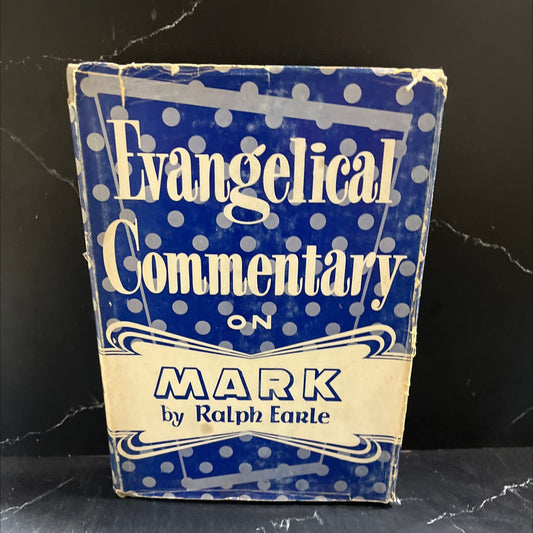 Evangelical
Commentary
ON
MARK
by Ralph Earle